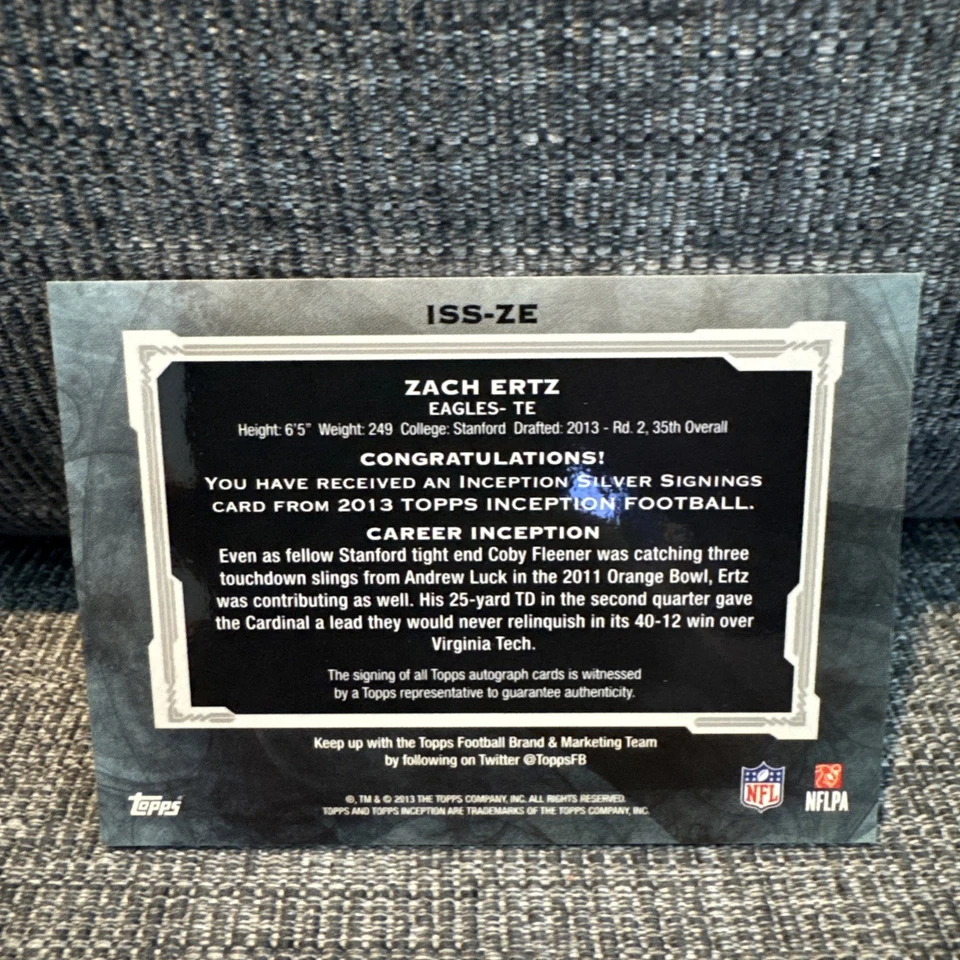 ISS-ZE
ZACH ERTZ
EAGLES- TE
Height: 6'5" Weight: 249 College: Stanford Drafted: 2013 - Rd. 2, 35th Overall
CONGRATULATIONS!
YOU HAVE RECEIVED AN INCEPTION SILVER SIGNINGS
CARD FROM 2013 TOPPS INCEPTION FOOTBALL.
CAREER INCEPTION
Even as fellow Stanford tight end Coby Fleener was catching three
touchdown slings from Andrew Luck in the 2011 Orange Bowl, Ertz
was contributing as well. His 25-yard TD in the second quarter gave
the Cardinal a lead they would never relinquish in its 40-12 win over
Virginia Tech.
The signing of all Topps autograph cards is witnessed
by a Topps representative to guarantee authenticity.
Keep up with the Topps Football Brand & Marketing Team
by following on Twitter @ToppsFB
®, TM & © 2013 THE TOPPS COMPANY, INC. ALL RIGHTS RESERVED.
TOPPS AND TOPPS INCEPTION ARE TRADEMARKS OF THE TOPPS COMPANY, INC.
Topps
NFL
NFLPA